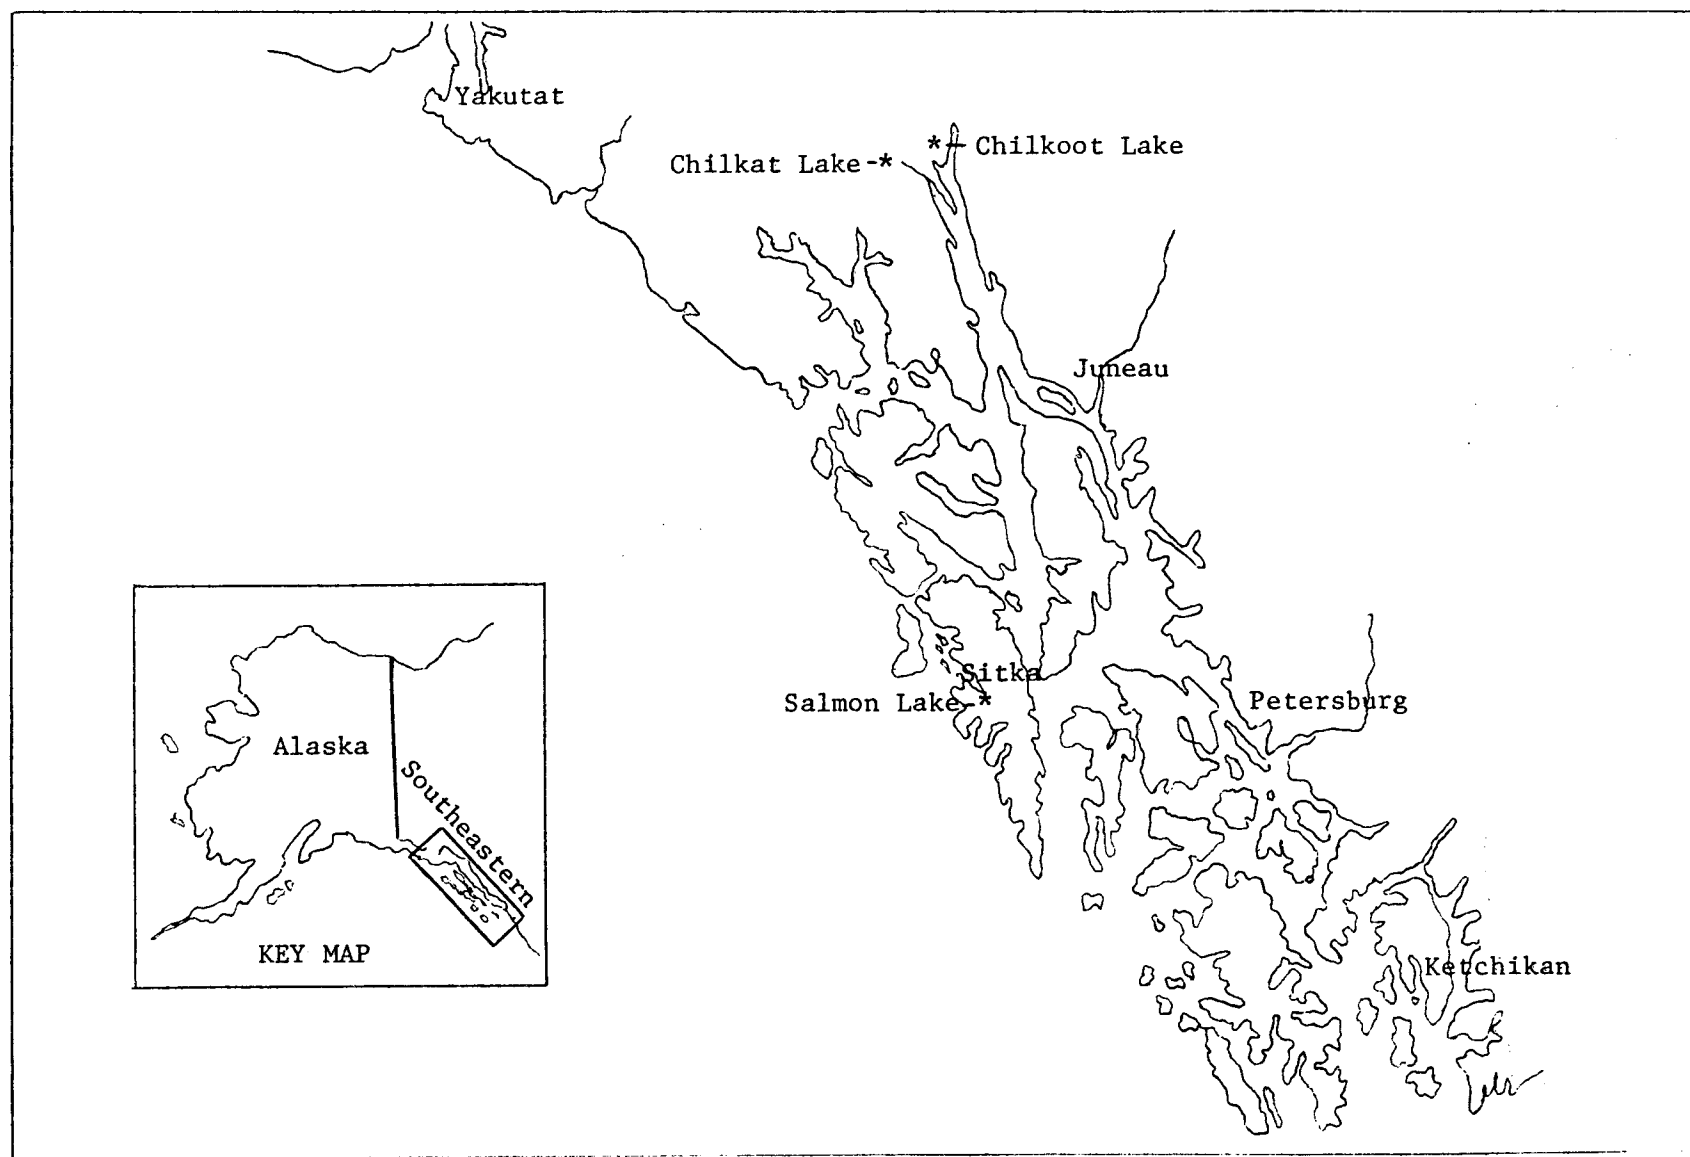 Yakutat
Chilkat Lake-*
*- Chilkoot Lake
Juneau
Sitka
Salmon Lake-*
Petersburg
Alaska
Southeastern
KEY MAP
Ketchikan